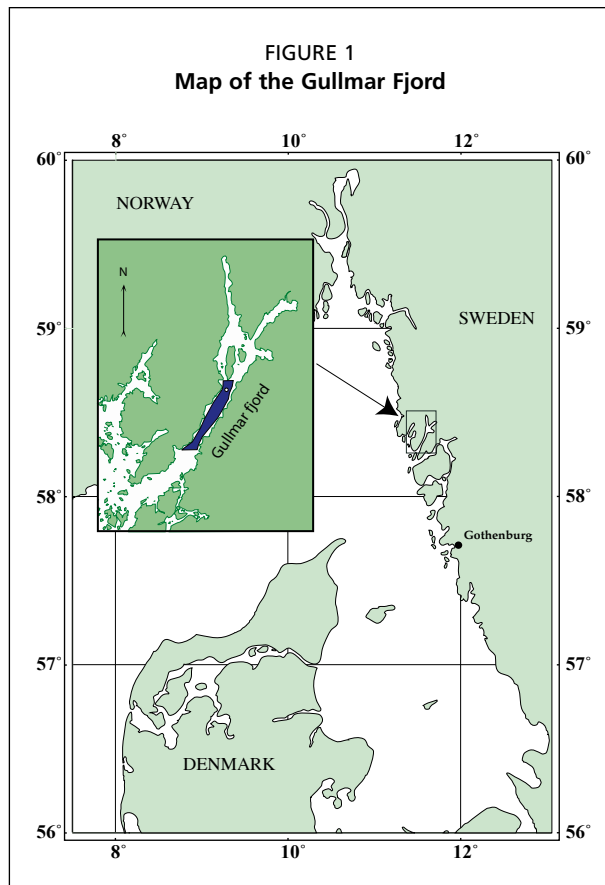 FIGURE 1
Map of the Gullmar Fjord
8˚ 10˚ 12˚
60˚ 60˚
NORWAY
N
59˚ 59˚
SWEDEN
Gullmar fjord
58˚ 58˚
Gothenburg
57˚ 57˚
DENMARK
56˚ 56˚
8˚ 10˚ 12˚